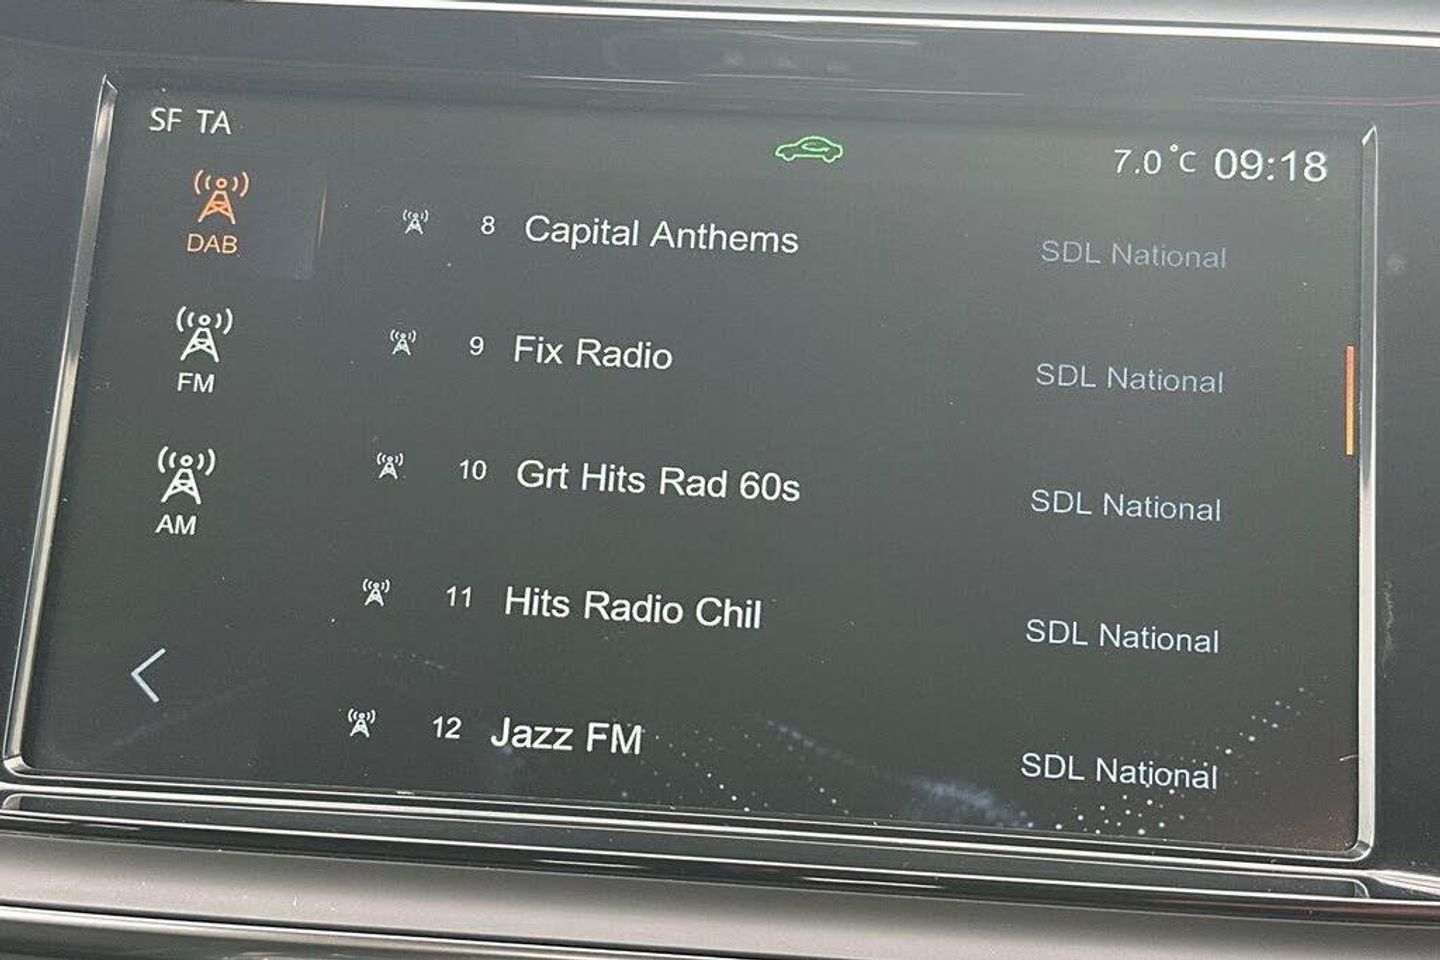 SF TA
7.0°C 09:18
DAB
8 Capital Anthems SDL National
FM
9 Fix Radio SDL National
AM
10 Grt Hits Rad 60s SDL National
11 Hits Radio Chil SDL National
12 Jazz FM SDL National